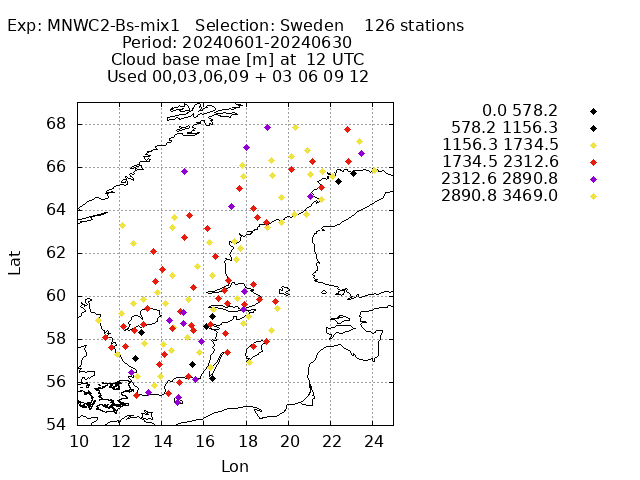 Exp: MNWC2-Bs-mix1   Selection: Sweden    126 stations
Period: 20240601-20240630
Cloud base mae [m] at  12 UTC
Used 00,03,06,09 + 03 06 09 12
0.0 578.2
578.2 1156.3
1156.3 1734.5
1734.5 2312.6
2312.6 2890.8
2890.8 3469.0
68
66
64
62
60
58
56
54
Lat
10 12 14 16 18 20 22 24
Lon